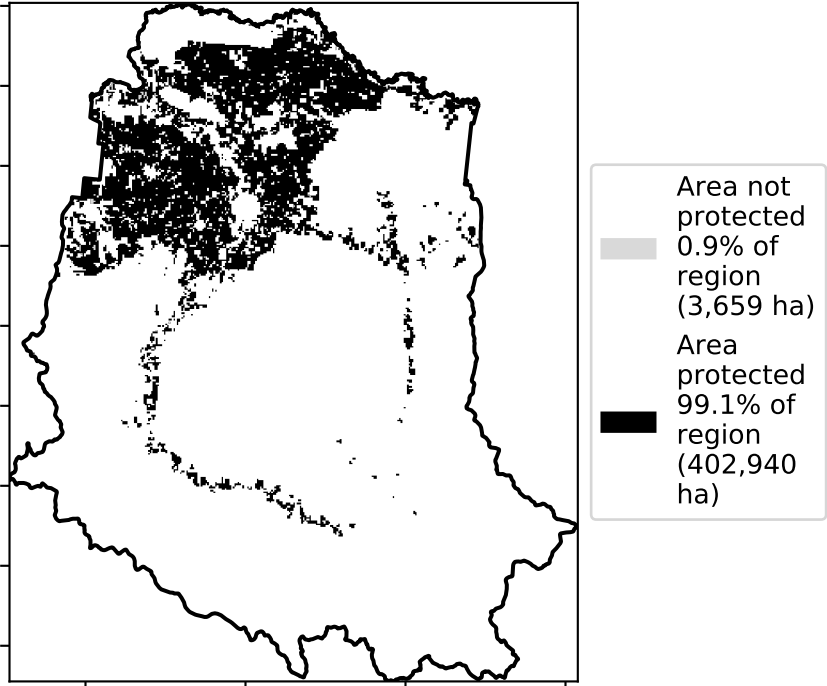 Area not
protected
0.9% of
region
(3,659 ha)
Area
protected
99.1% of
region
(402,940
ha)